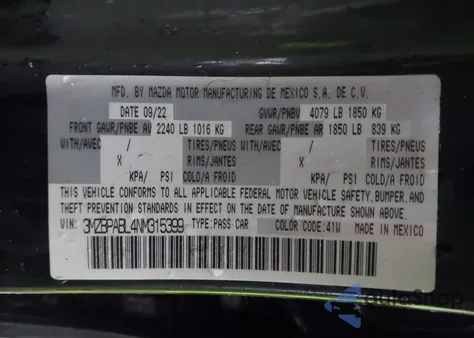 MFD. BY MAZDA MOTOR MANUFACTURING DE MEXICO S.A. DE C.V.
DATE 09/22 GVWR/PNBV 4079 LB 1850 KG
FRONT GAWR/PNBE AV 2240 LB 1016 KG REAR GAWR/PNBE AR 1850 LB 839 KG
WITH/AVEC / TIRES/PNEUS WITH/AVEC / TIRES/PNEUS
X RIMS/JANTES X RIMS/JANTES
KPA/ PSI COLD/A FROID KPA/ PSI COLD/A FROID
THIS VEHICLE CONFORMS TO ALL APPLICABLE FEDERAL MOTOR VEHICLE SAFETY, BUMPER, AND
THEFT PREVENTION STANDARDS IN EFFECT ON THE DATE OF MANUFACTURE SHOWN ABOVE.
VIN: 3MZBPABL4NM315399 TYPE: PASS CAR COLOR CODE: 41W MADE IN MEXICO
AutoSnap